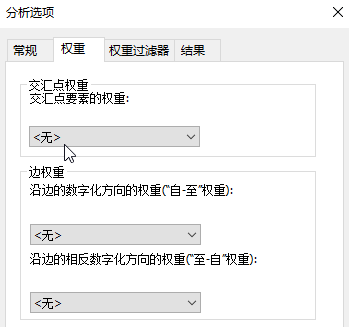 分析选项
常规 权重 权重过滤器 结果
交汇点权重
交汇点要素的权重:
<无>
边权重
沿边的数字化方向的权重("自-至"权重):
<无>
沿边的相反数字化方向的权重("至-自"权重):
<无>